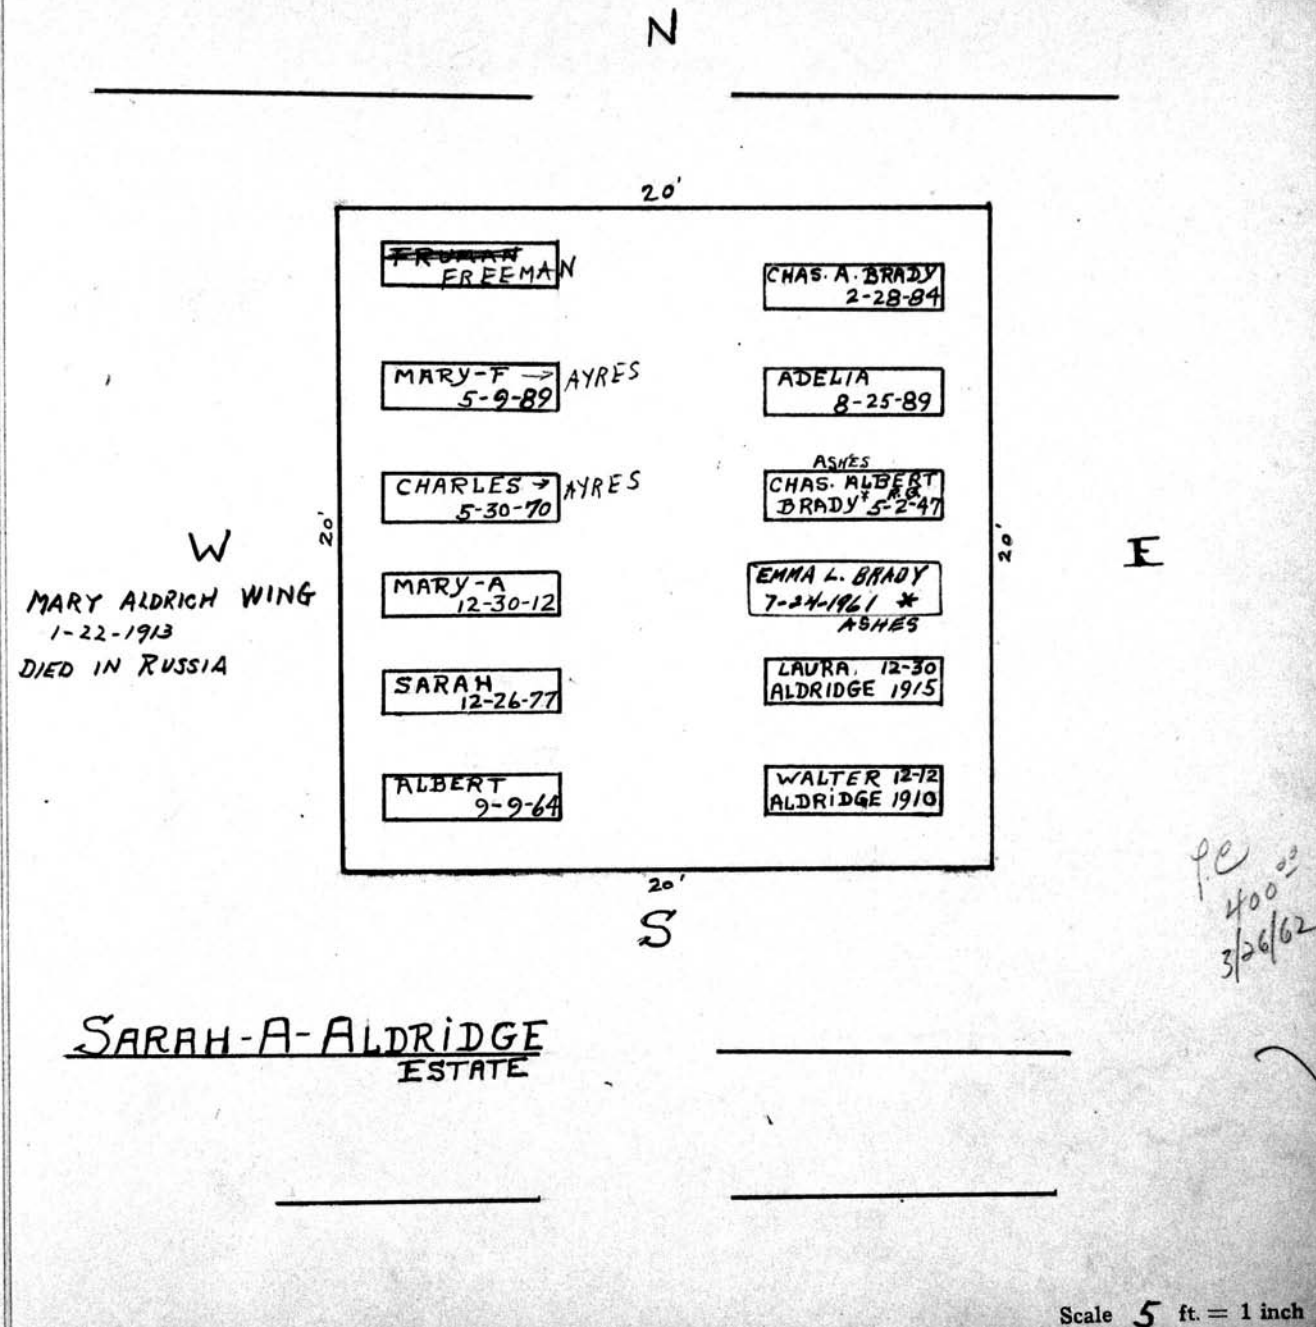 N
20'
FRUMAN
FREEMAN
MARY-F → AYRES
5-9-89
CHARLES → AYRES
5-30-70
MARY-A
12-30-12
SARAH
12-26-77
ALBERT
9-9-64
CHAS. A. BRADY
2-28-84
ADELIA
8-25-89
ASHES
CHAS. ALBERT
BRADY* 5-2-47
EMMA L. BRADY
7-24-1961 *
ASHES
LAURA. 12-30
ALDRIDGE 1915
WALTER 12-12
ALDRIDGE 1910
20'
W
MARY ALDRICH WING
1-22-1913
DIED IN RUSSIA
20'
E
20'
S
P.C
400
3/26/62
SARAH-A-ALDRIDGE
ESTATE
Scale 5 ft. = 1 inch